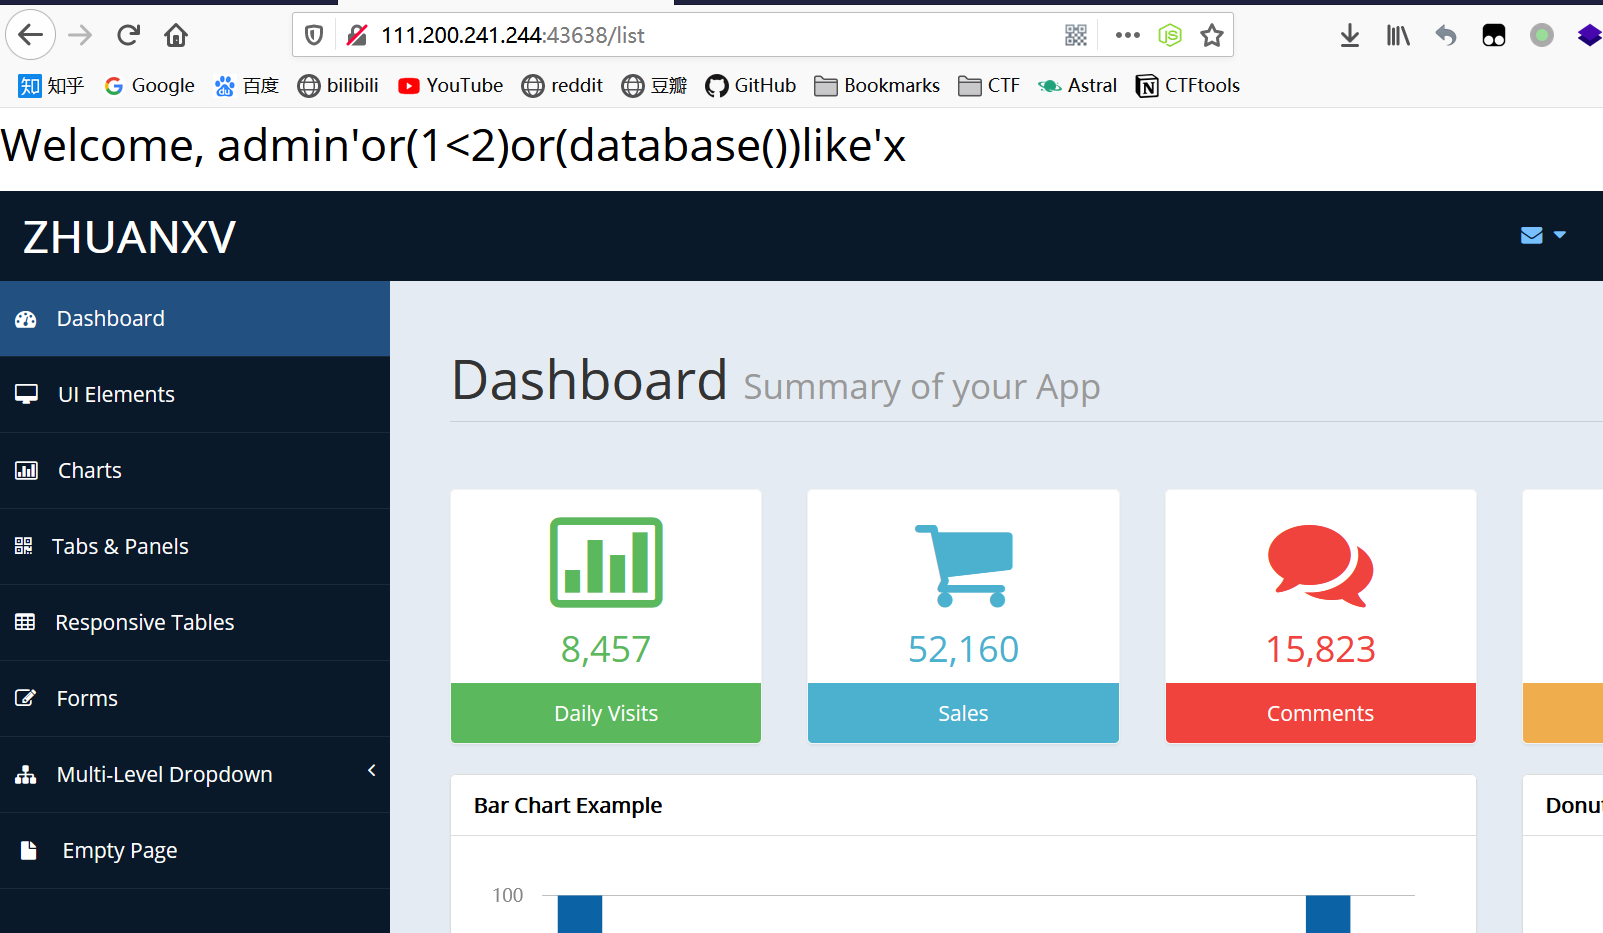 111.200.241.244:43638/list
知 知乎 Google 百度 bilibili YouTube reddit 豆瓣 GitHub Bookmarks CTF Astral CTFtools
Welcome, admin'or(1<2)or(database())like'x
ZHUANXV
Dashboard
UI Elements
Charts
Tabs & Panels
Responsive Tables
Forms
Multi-Level Dropdown
Empty Page
Dashboard Summary of your App
8,457
Daily Visits
52,160
Sales
15,823
Comments
Bar Chart Example
100